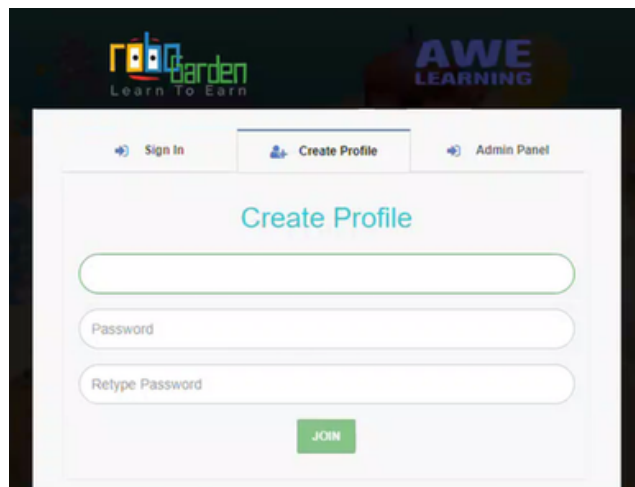 roboGarden
Learn To Earn
AWE
LEARNING
Sign In
Create Profile
Admin Panel
Create Profile
Password
Retype Password
JOIN